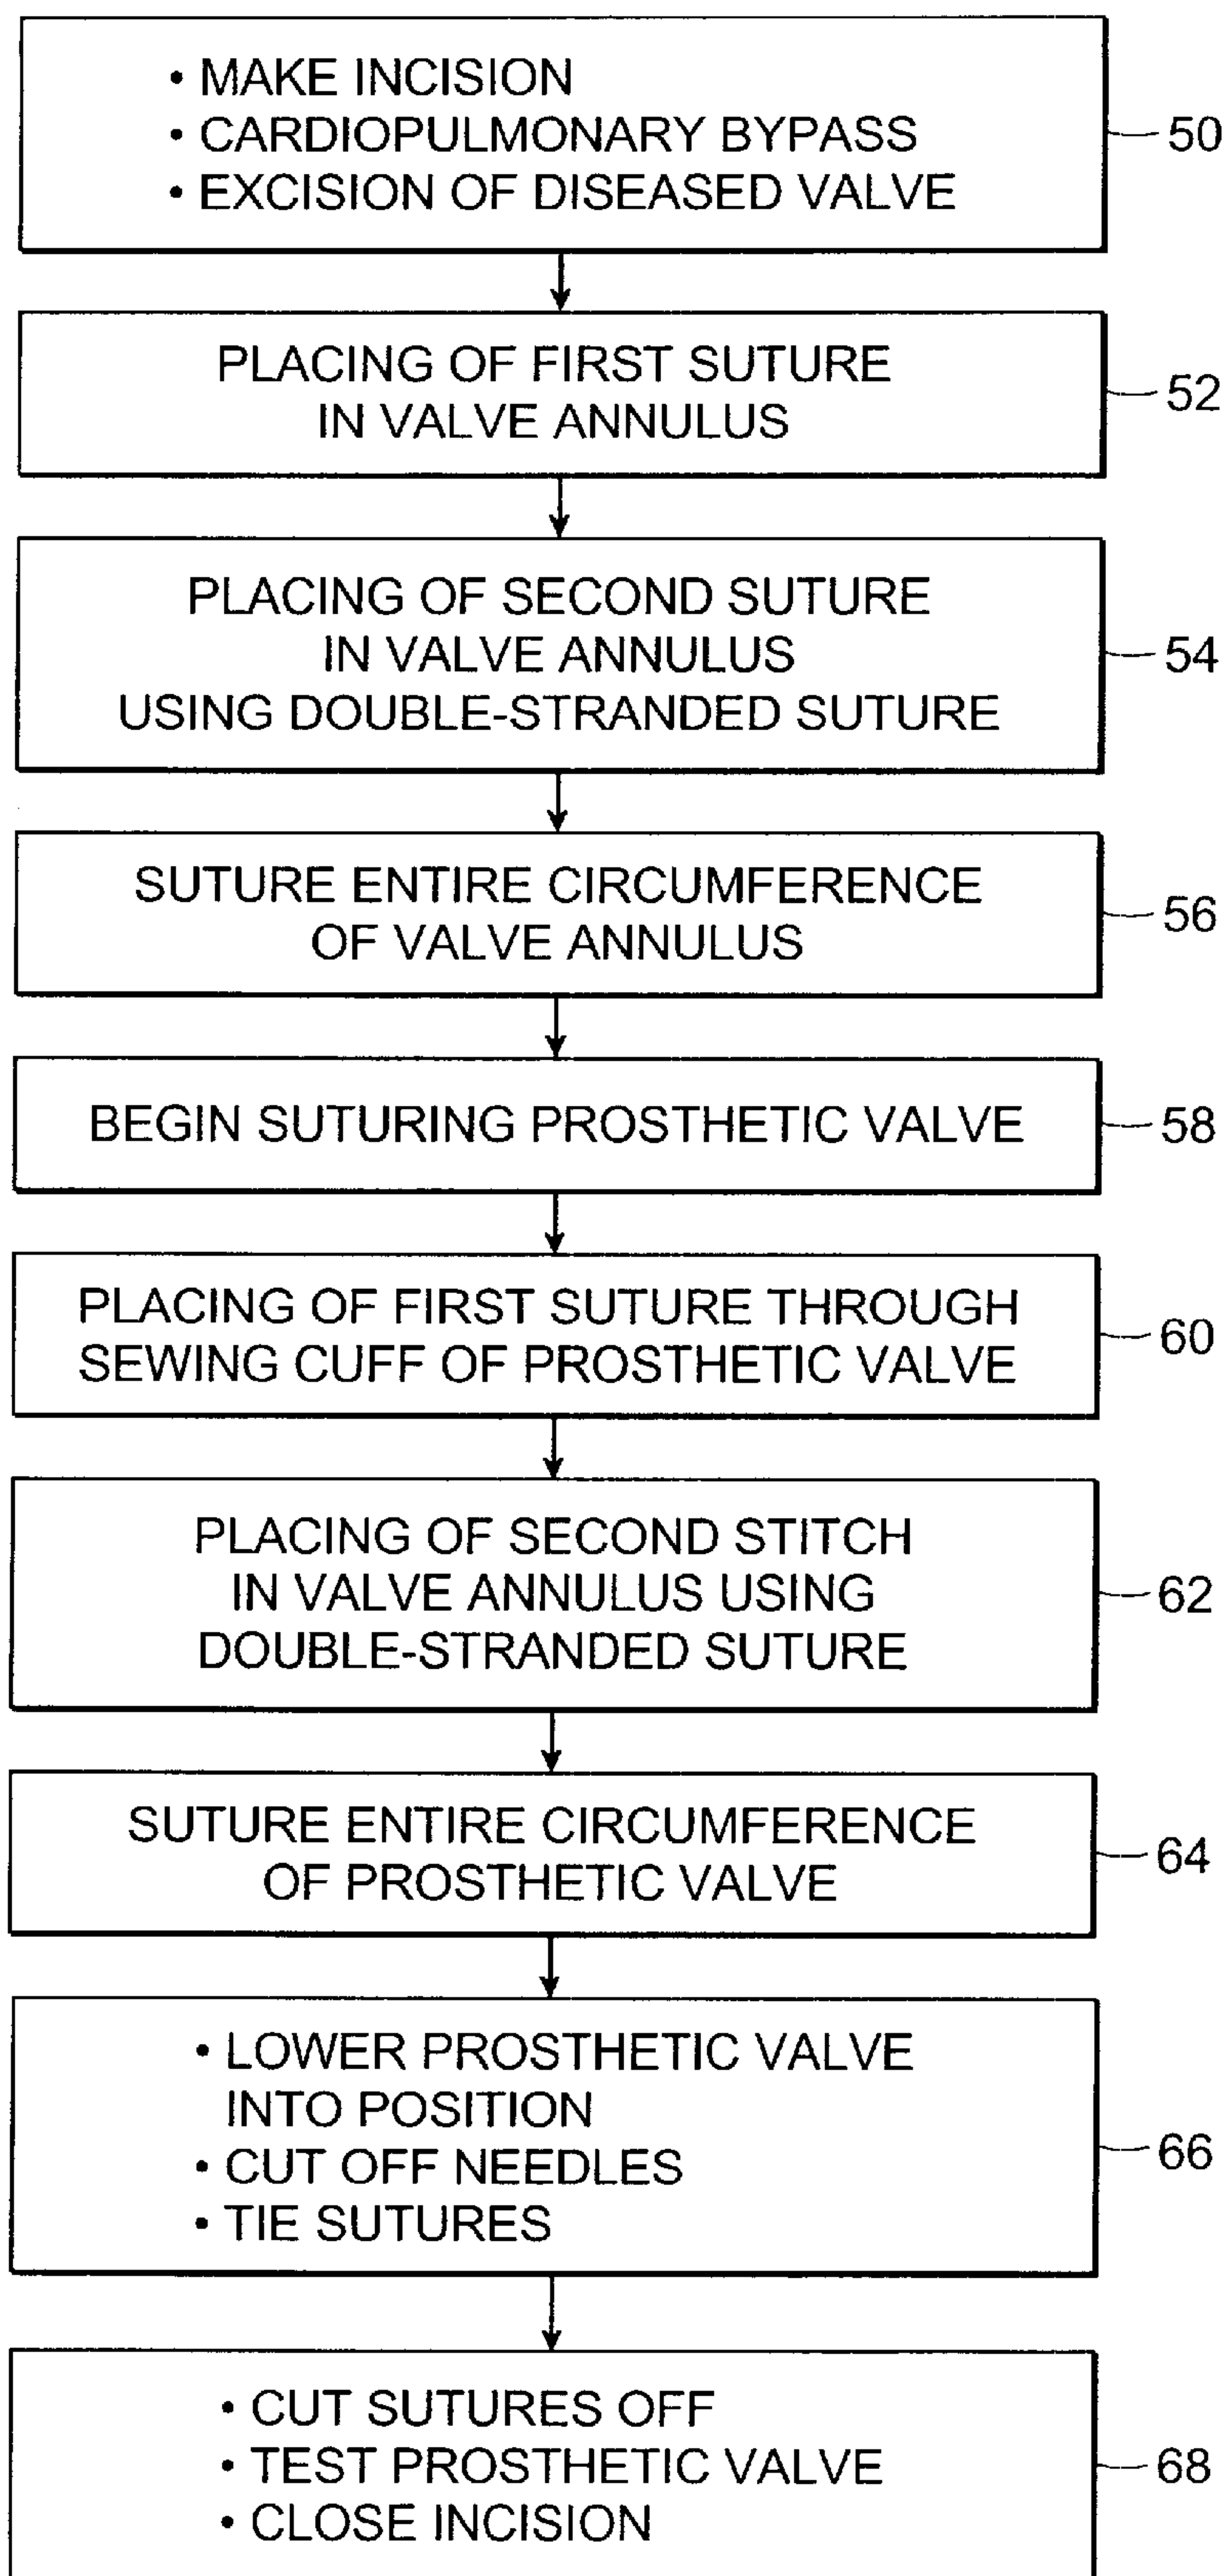 • MAKE INCISION
• CARDIOPULMONARY BYPASS
• EXCISION OF DISEASED VALVE
50
PLACING OF FIRST SUTURE
IN VALVE ANNULUS
52
PLACING OF SECOND SUTURE
IN VALVE ANNULUS
USING DOUBLE-STRANDED SUTURE
54
SUTURE ENTIRE CIRCUMFERENCE
OF VALVE ANNULUS
56
BEGIN SUTURING PROSTHETIC VALVE
58
PLACING OF FIRST SUTURE THROUGH
SEWING CUFF OF PROSTHETIC VALVE
60
PLACING OF SECOND STITCH
IN VALVE ANNULUS USING
DOUBLE-STRANDED SUTURE
62
SUTURE ENTIRE CIRCUMFERENCE
OF PROSTHETIC VALVE
64
• LOWER PROSTHETIC VALVE
INTO POSITION
• CUT OFF NEEDLES
• TIE SUTURES
66
• CUT SUTURES OFF
• TEST PROSTHETIC VALVE
• CLOSE INCISION
68